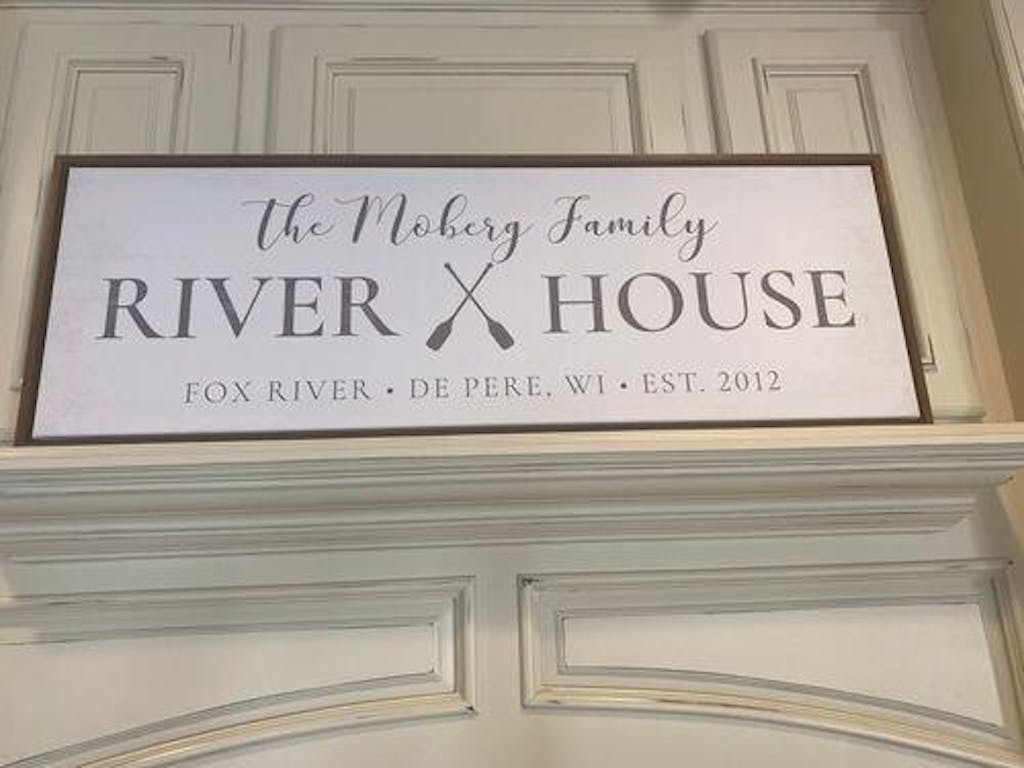 the Moberg Family
RIVER HOUSE
FOX RIVER • DE PERE, WI • EST. 2012